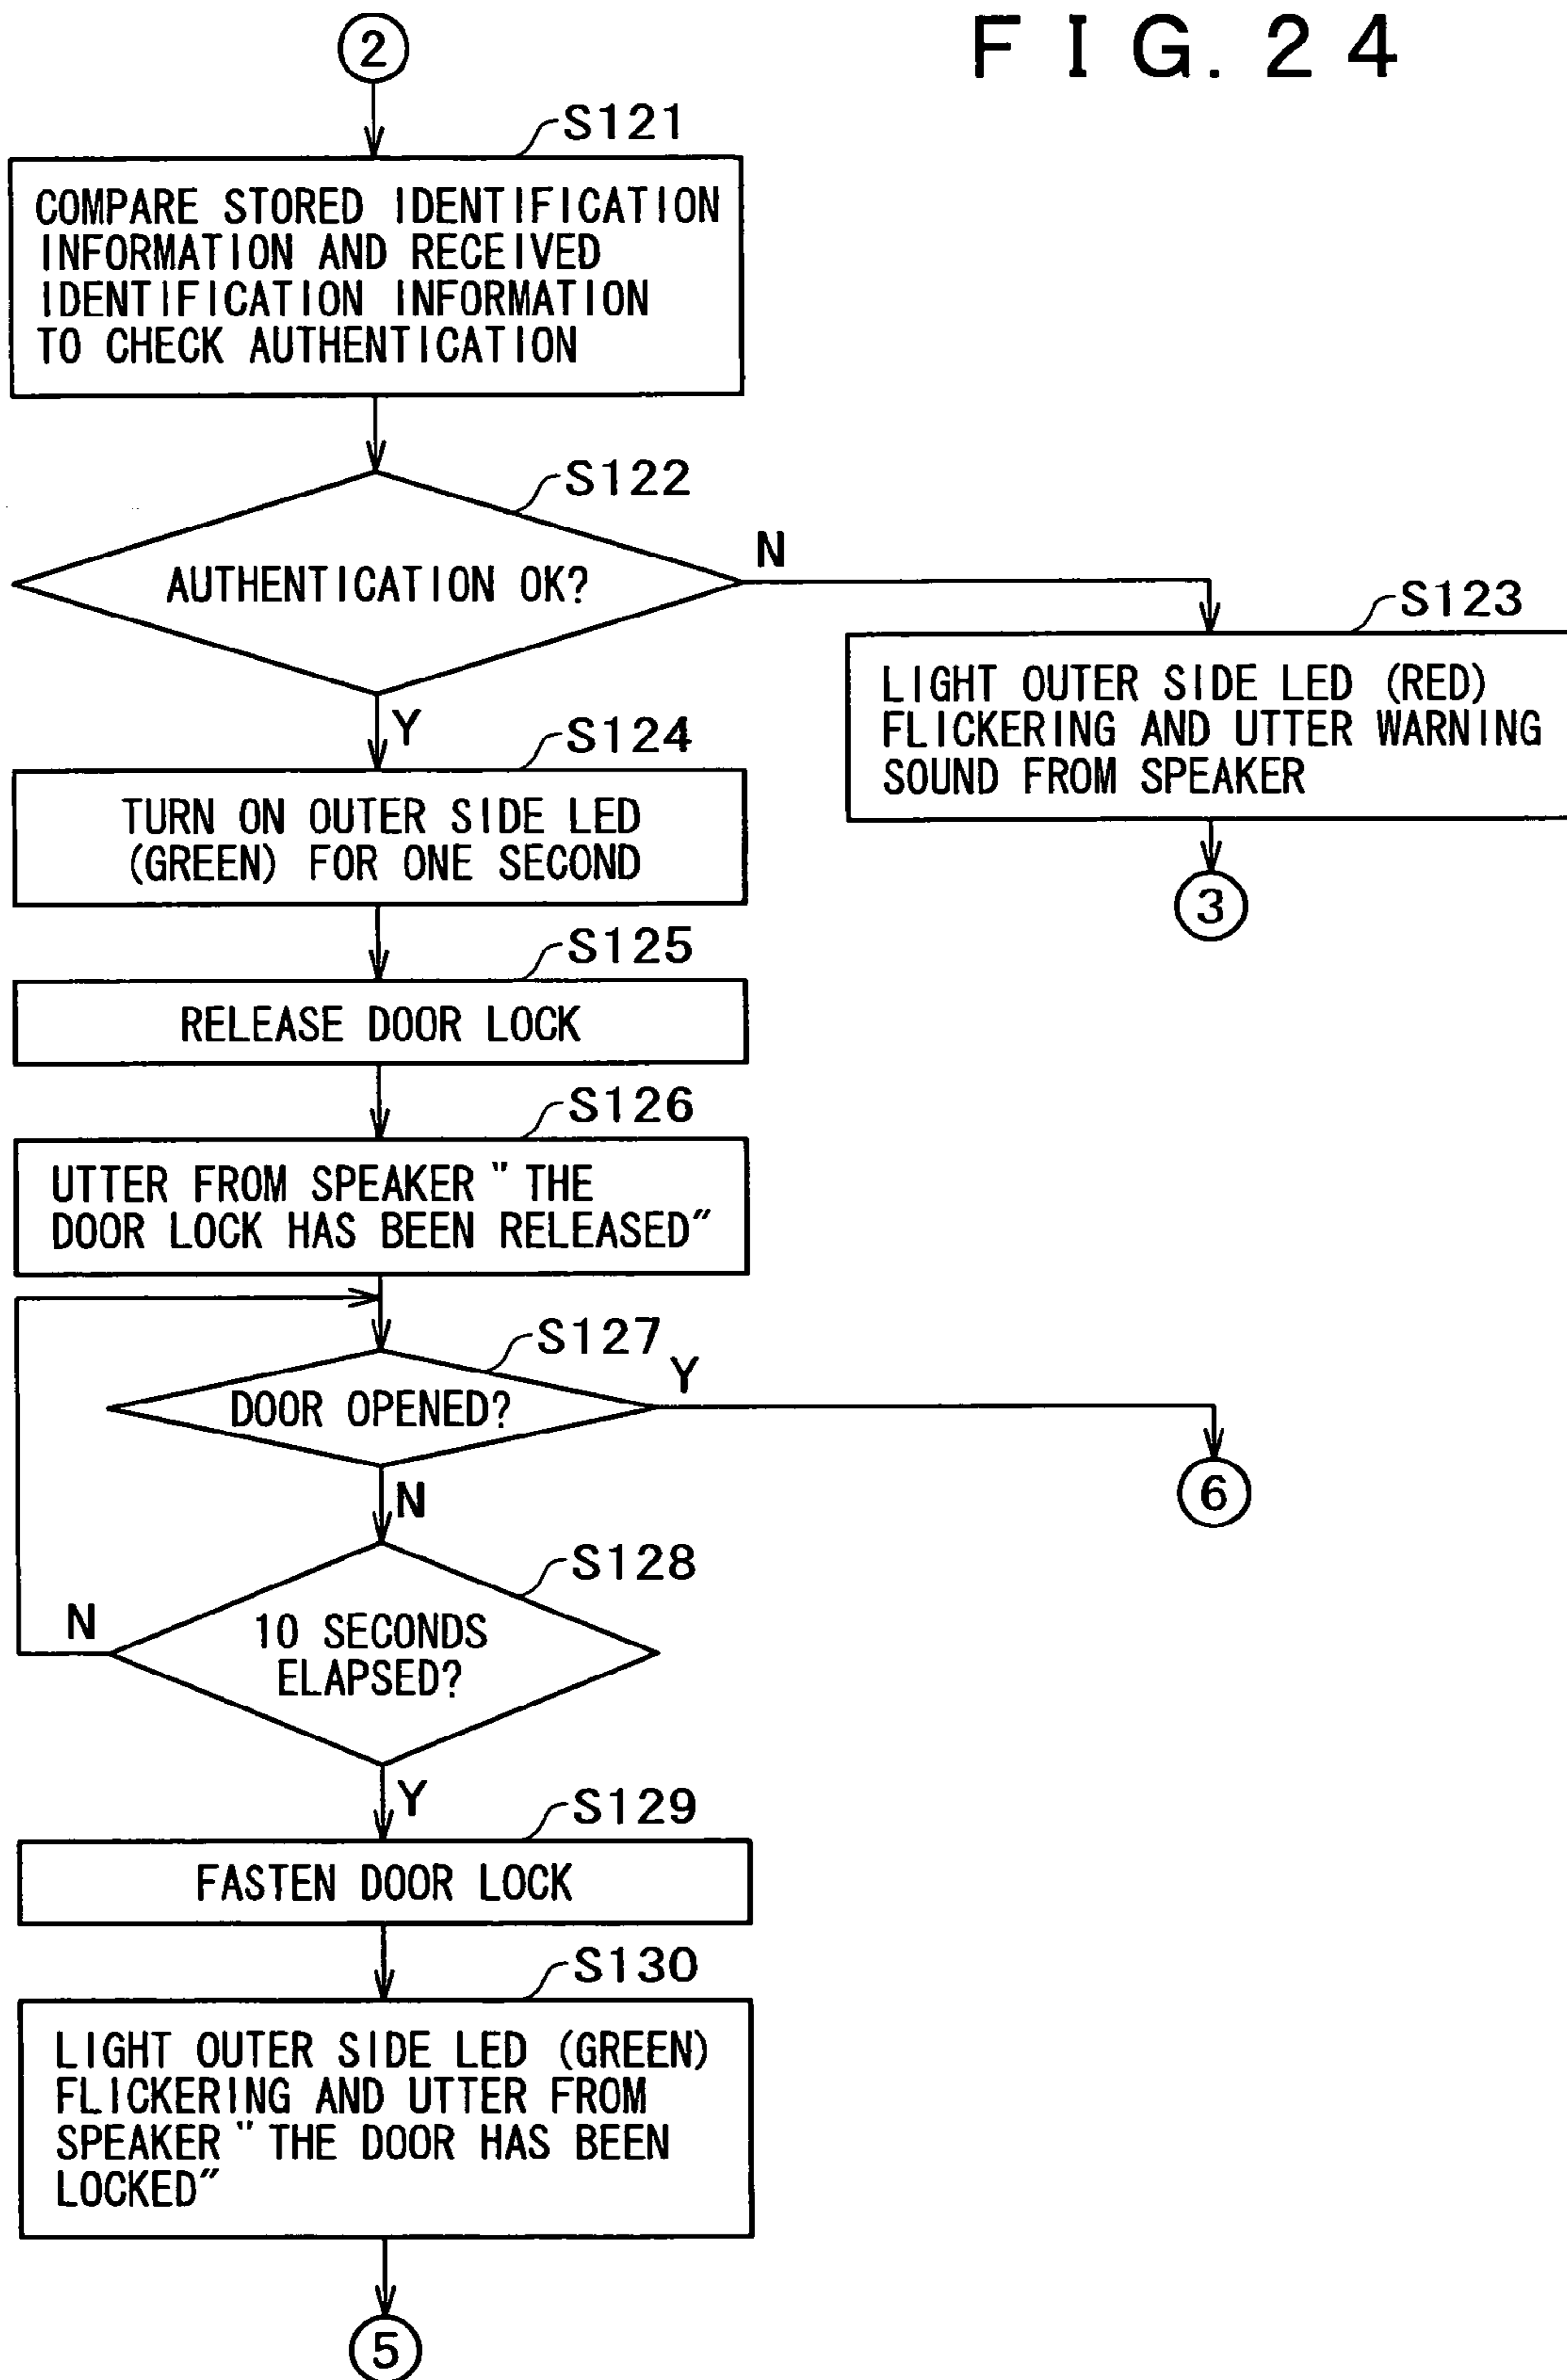 FIG. 24
2
S121
COMPARE STORED IDENTIFICATION
INFORMATION AND RECEIVED
IDENTIFICATION INFORMATION
TO CHECK AUTHENTICATION
S122
AUTHENTICATION OK?
N
S123
LIGHT OUTER SIDE LED (RED)
FLICKERING AND UTTER WARNING
SOUND FROM SPEAKER
3
Y
S124
TURN ON OUTER SIDE LED
(GREEN) FOR ONE SECOND
S125
RELEASE DOOR LOCK
S126
UTTER FROM SPEAKER "THE
DOOR LOCK HAS BEEN RELEASED"
S127
DOOR OPENED?
Y
6
N
S128
10 SECONDS
ELAPSED?
N
Y
S129
FASTEN DOOR LOCK
S130
LIGHT OUTER SIDE LED (GREEN)
FLICKERING AND UTTER FROM
SPEAKER "THE DOOR HAS BEEN
LOCKED"
5